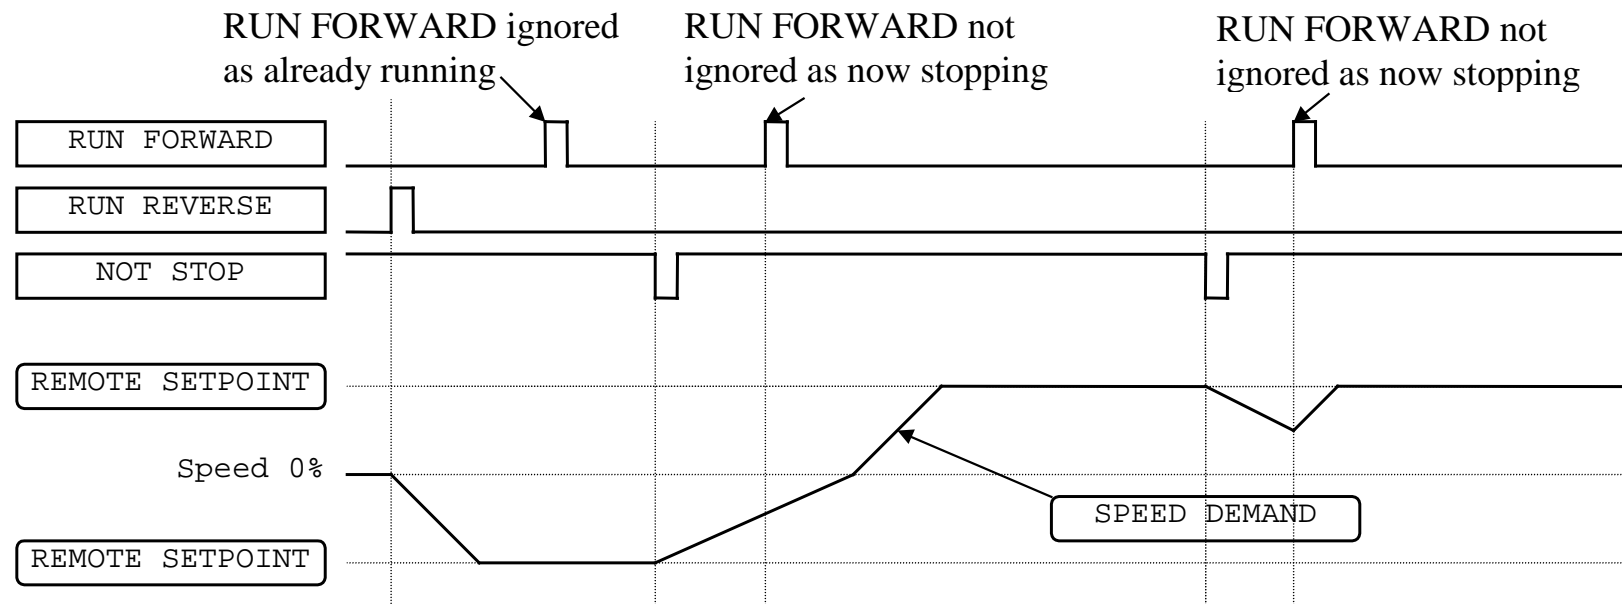 RUN FORWARD ignored
as already running
RUN FORWARD not
ignored as now stopping
RUN FORWARD not
ignored as now stopping
RUN FORWARD
RUN REVERSE
NOT STOP
REMOTE SETPOINT
Speed 0%
SPEED DEMAND
REMOTE SETPOINT